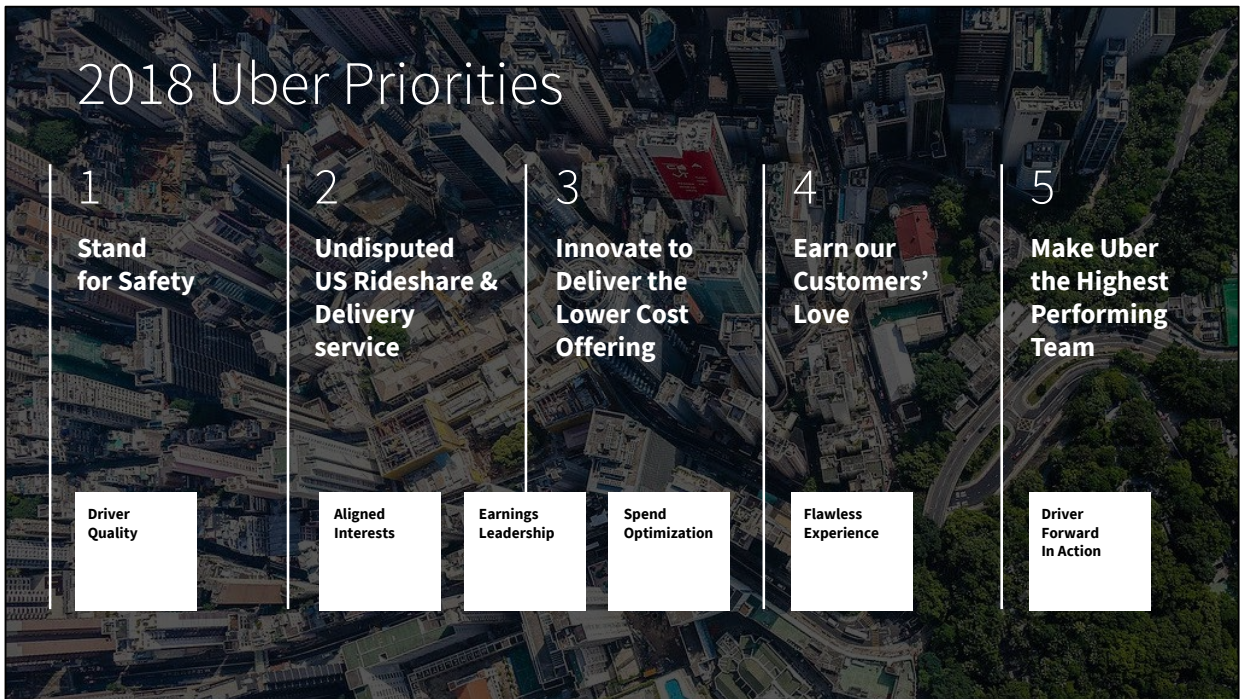 2018 Uber Priorities
1
Stand
for Safety
2
Undisputed
US Rideshare &
Delivery
service
3
Innovate to
Deliver the
Lower Cost
Offering
4
Earn our
Customers’
Love
5
Make Uber
the Highest
Performing
Team
Driver
Quality
Aligned
Interests
Earnings
Leadership
Spend
Optimization
Flawless
Experience
Driver
Forward
In Action